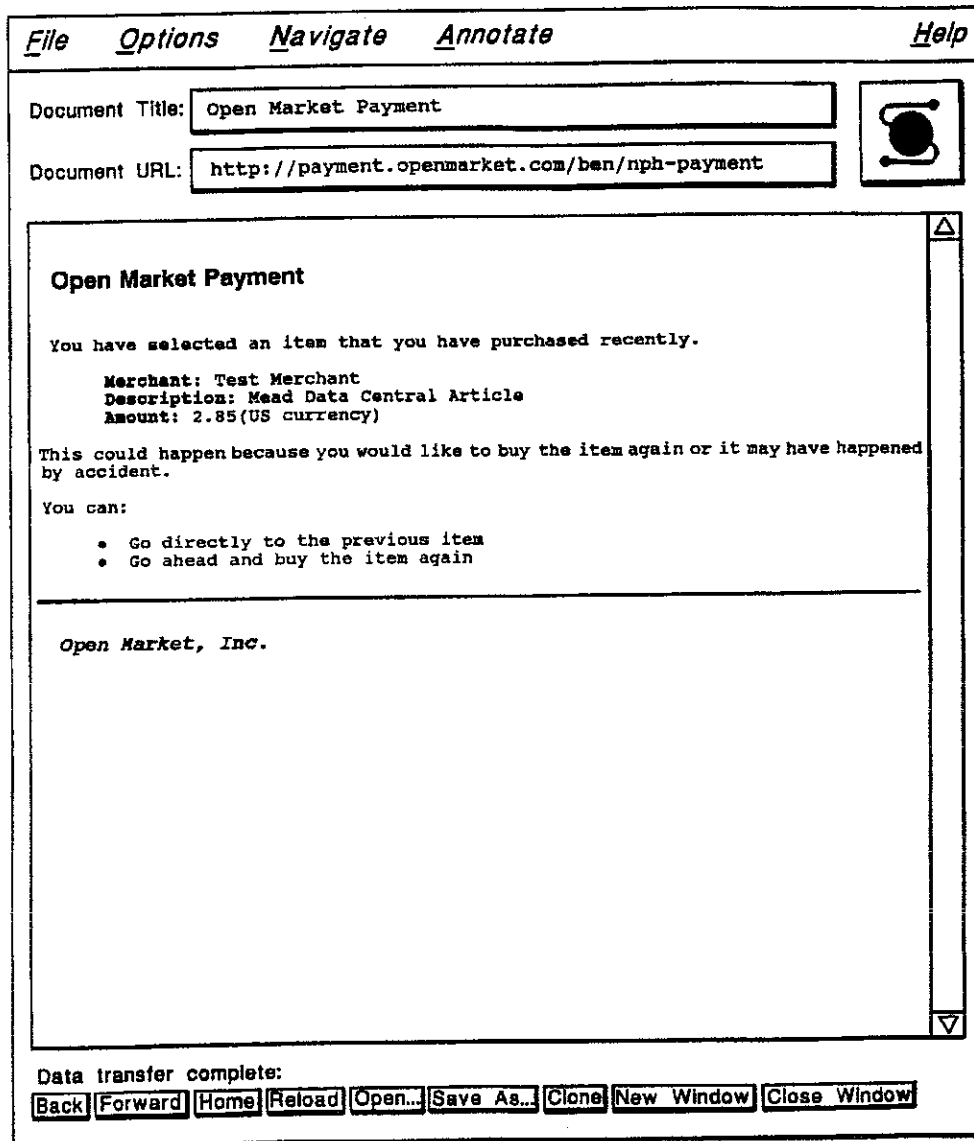 File Options Navigate Annotate Help
Document Title: Open Market Payment
Document URL: http://payment.openmarket.com/ben/nph-payment
Open Market Payment
You have selected an item that you have purchased recently.
Merchant: Test Merchant
Description: Mead Data Central Article
Amount: 2.85(US currency)
This could happen because you would like to buy the item again or it may have happened
by accident.
You can:
• Go directly to the previous item
• Go ahead and buy the item again
Open Market, Inc.
Data transfer complete:
Back Forward Home Reload Open... Save As... Clone New Window Close Window